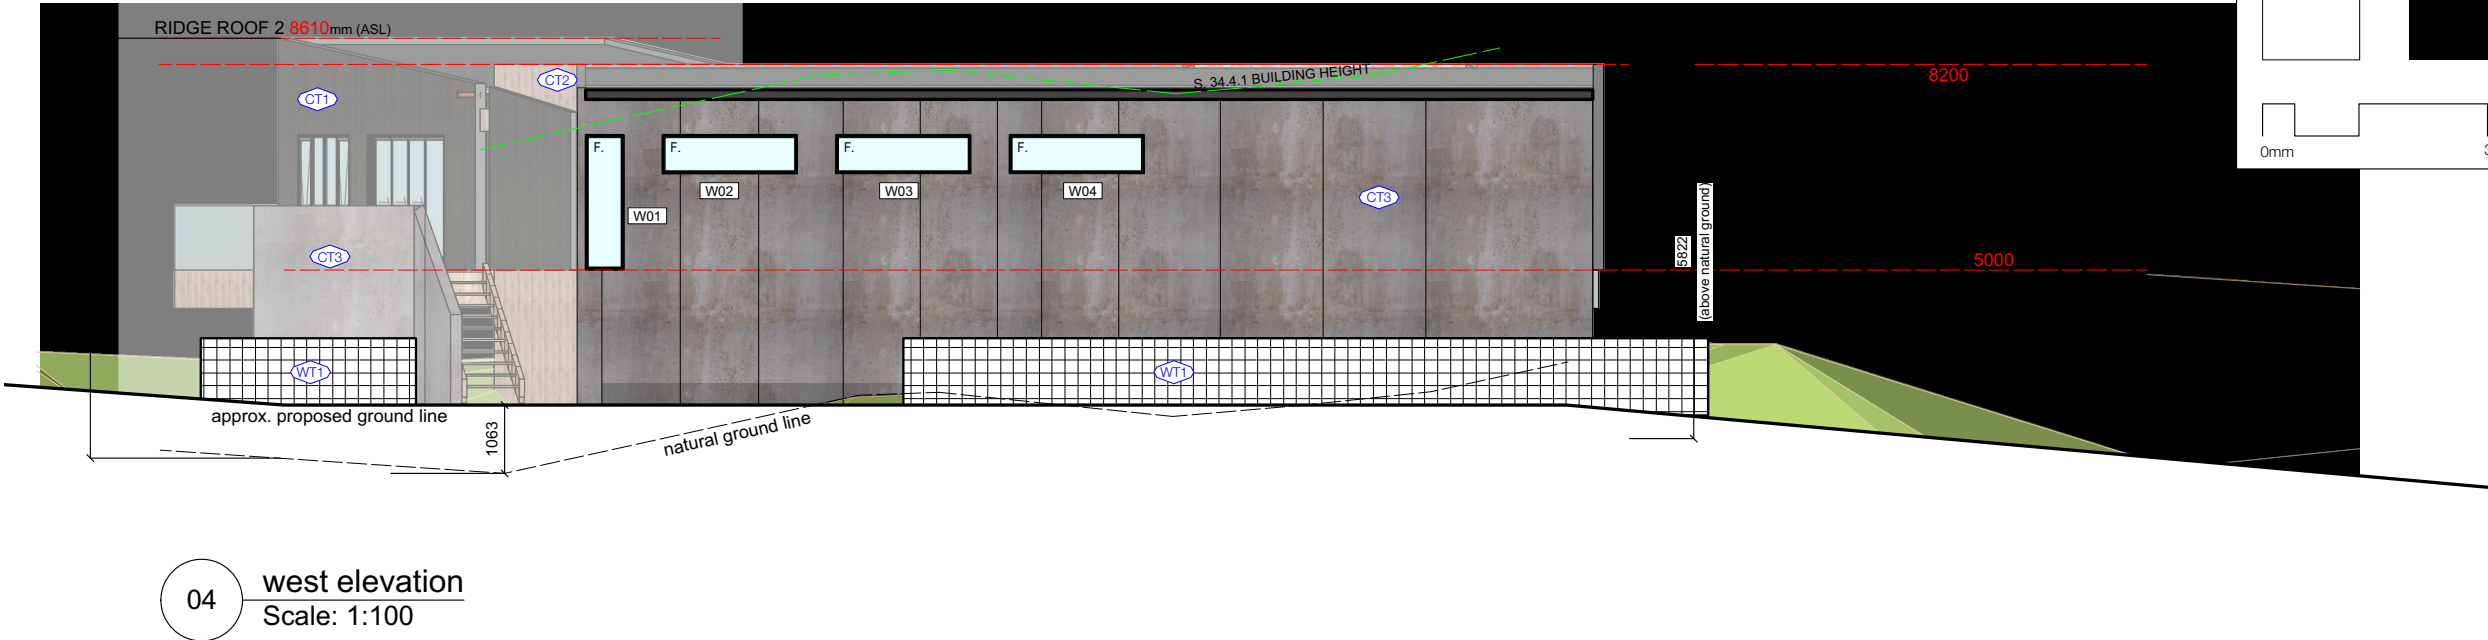 RIDGE ROOF 2 8610mm (ASL)
CT2
S. 34.4.1 BUILDING HEIGHT
8200
CT1
0mm
F.
F.
F.
F.
W02
W03
W04
CT3
W01
CT3
5822
(above natural ground)
5000
WT1
WT1
approx. proposed ground line
1063
natural ground line
04
west elevation
Scale: 1:100